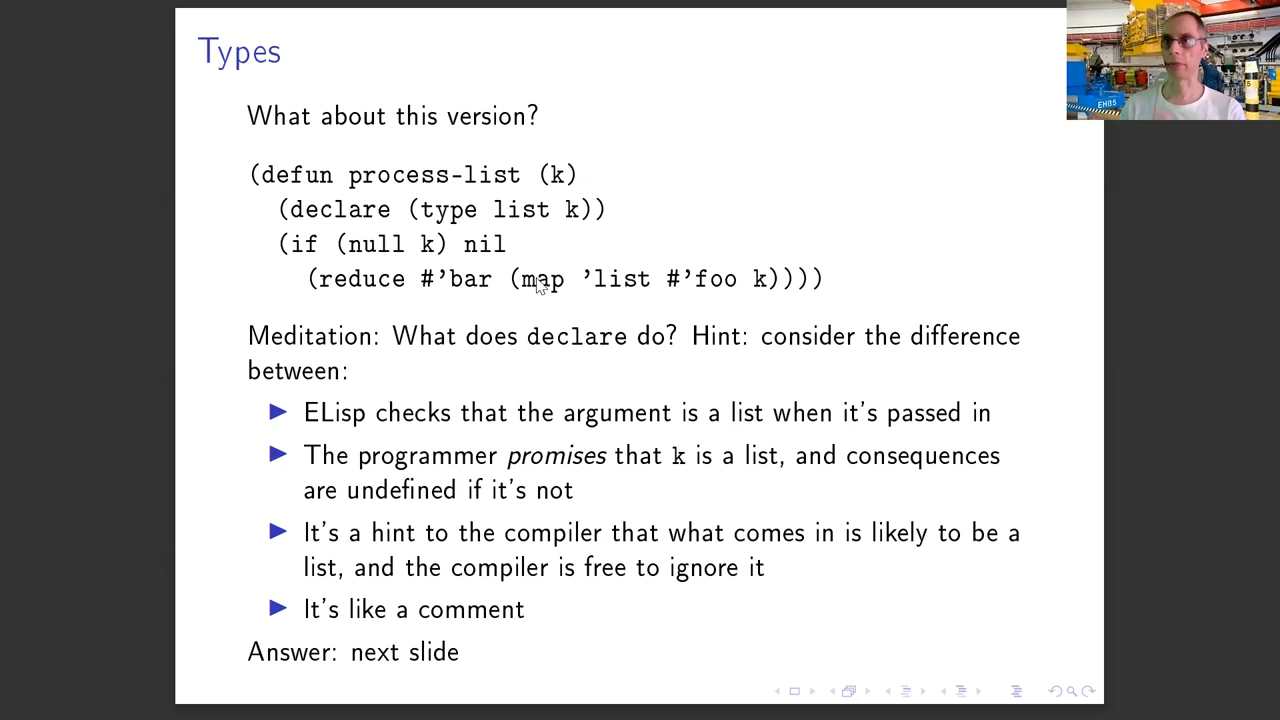 Types
What about this version?
(defun process-list (k)
(declare (type list k))
(if (null k) nil
(reduce #'bar (map 'list #'foo k))))
Meditation: What does declare do? Hint: consider the difference
between:
ELisp checks that the argument is a list when it's passed in
The programmer promises that k is a list, and consequences
are undefined if it's not
It's a hint to the compiler that what comes in is likely to be a
list, and the compiler is free to ignore it
It's like a comment
Answer: next slide
EHB5
5